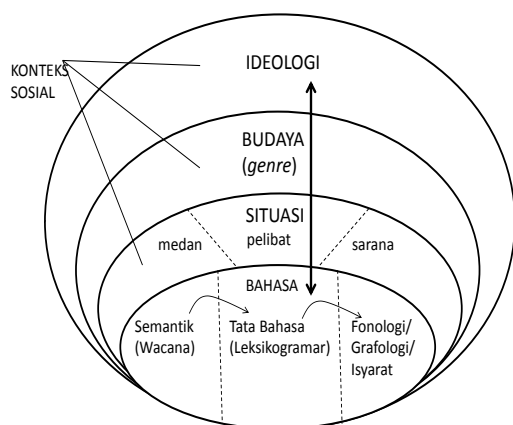 IDEOLOGI
KONTEKS
SOSIAL
BUDAYA
(genre)
SITUASI
medan
pelibat
sarana
BAHASA
Semantik
(Wacana)
Tata Bahasa
(Leksikogramar)
Fonologi/
Grafologi/
Isyarat